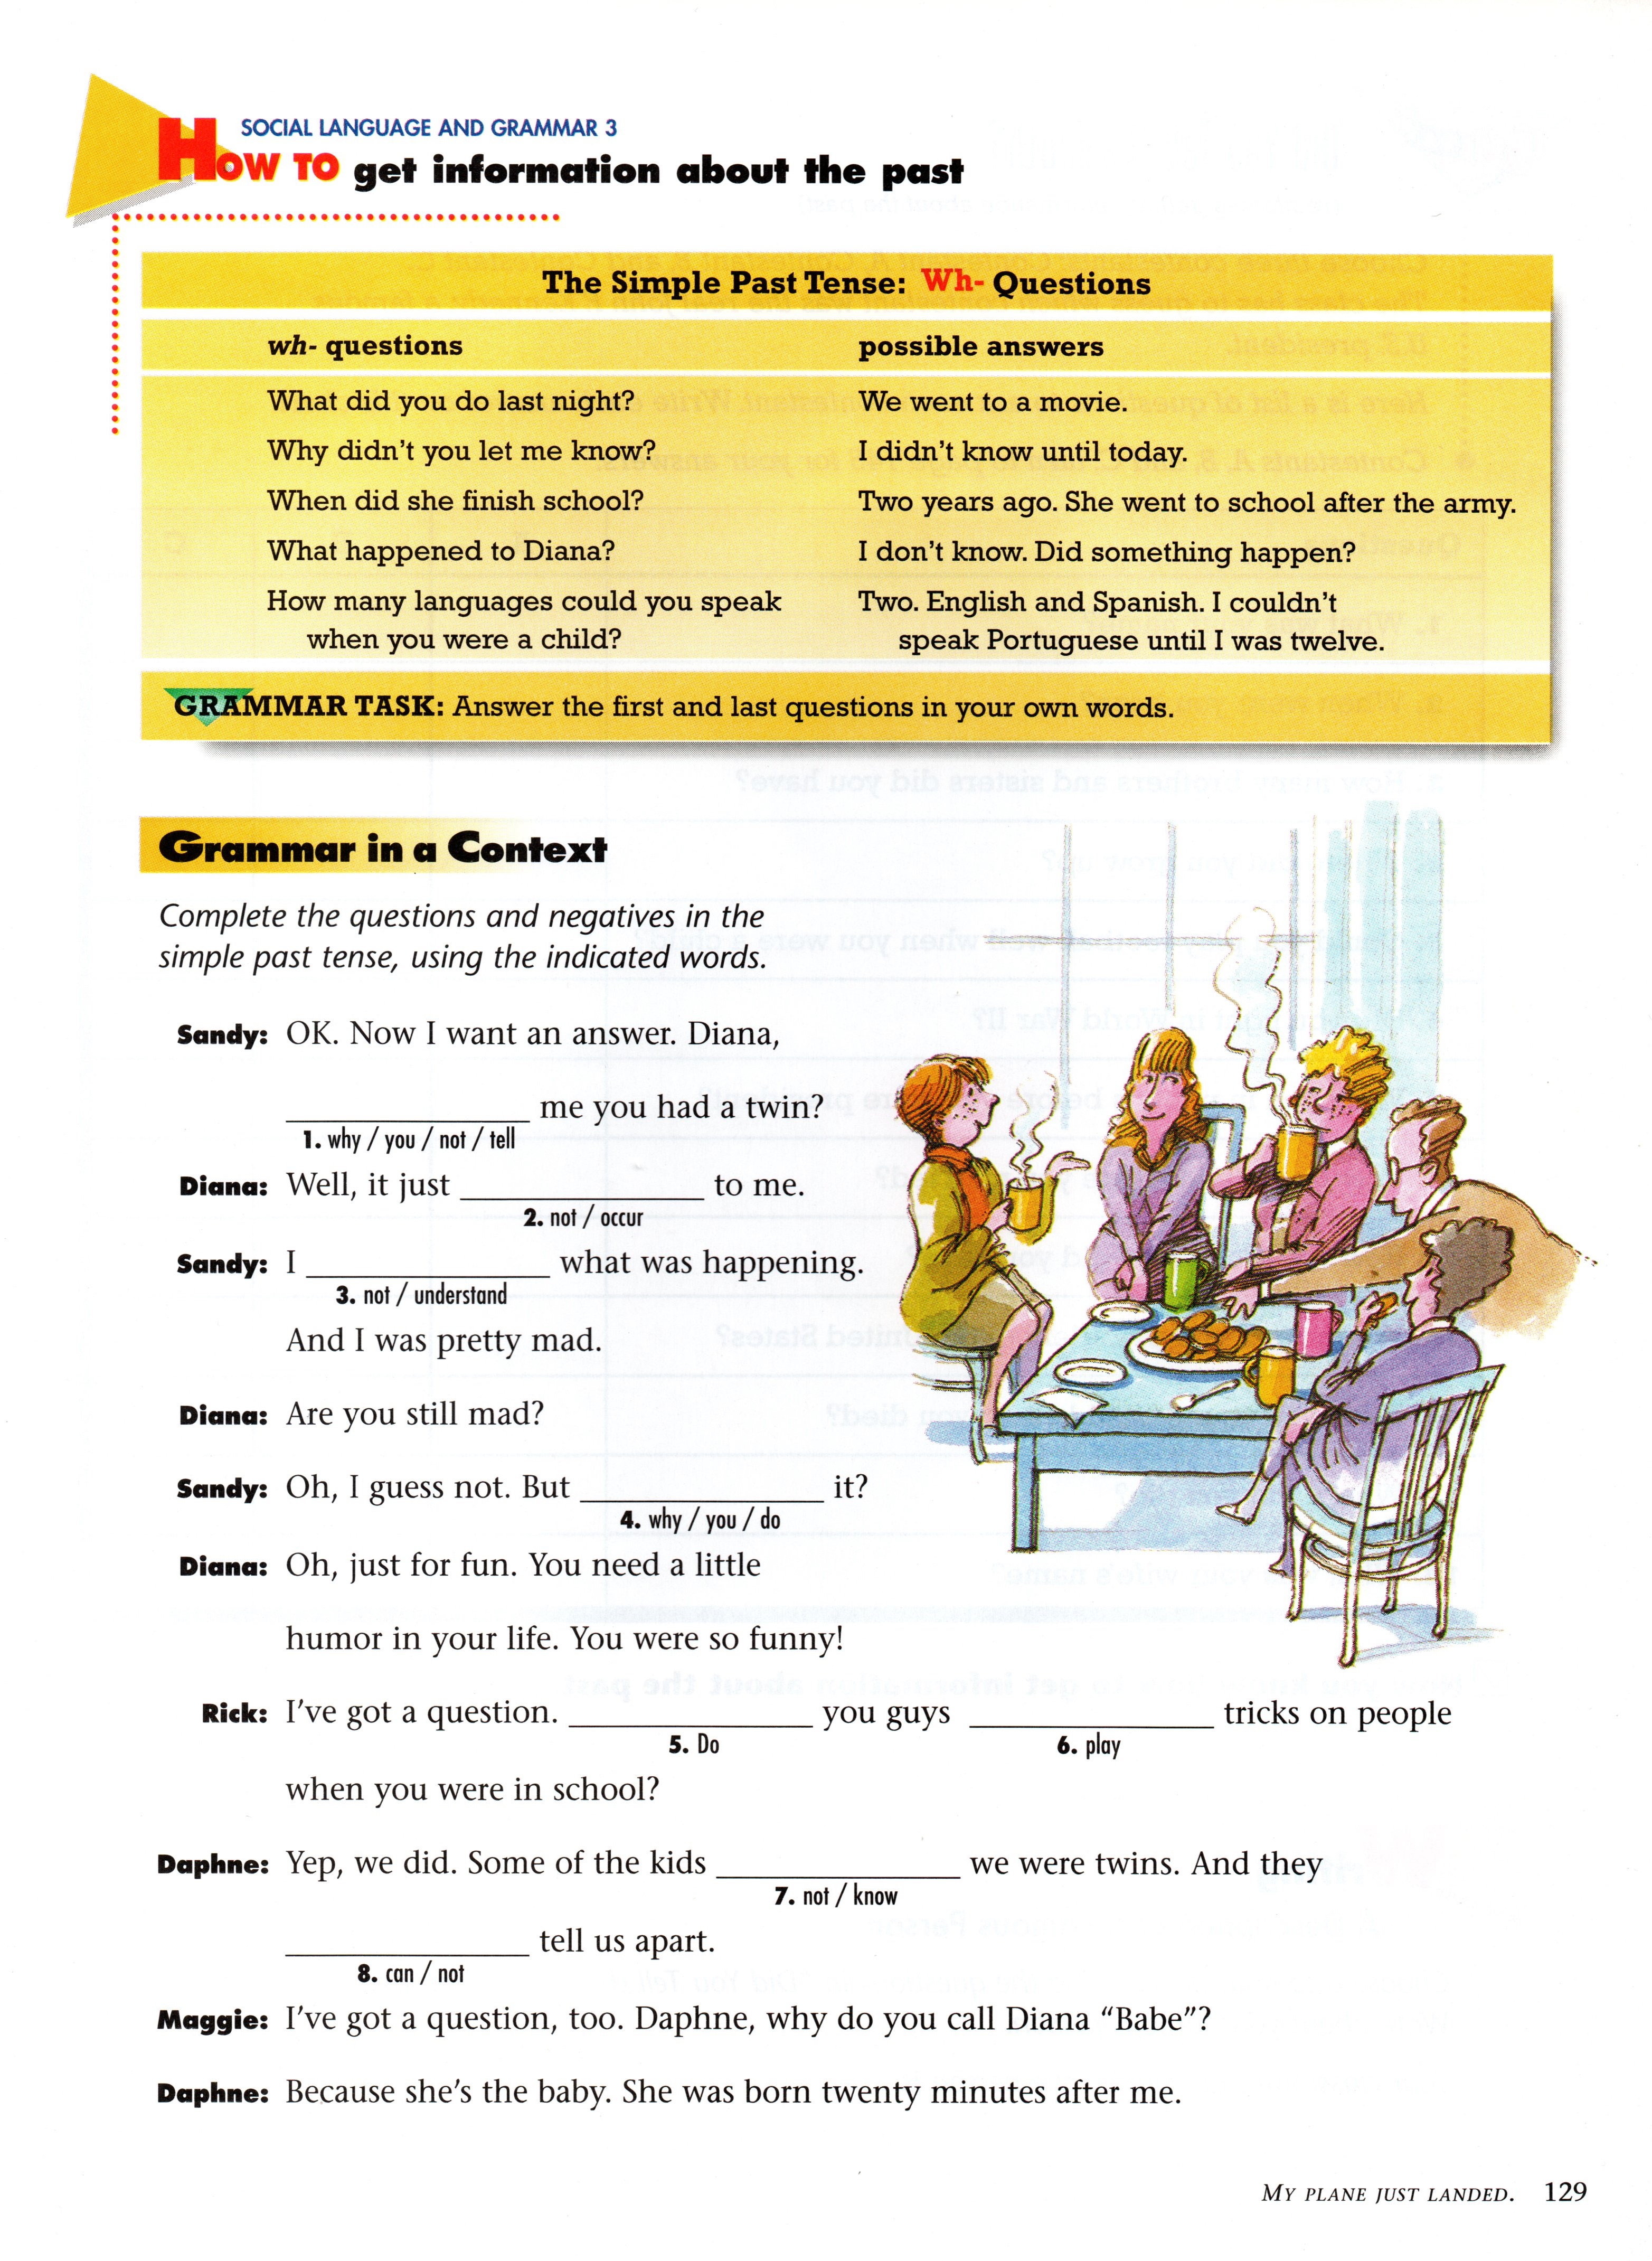 SOCIAL LANGUAGE AND GRAMMAR 3
HOW TO get information about the past
The Simple Past Tense: Wh- Questions
wh- questions possible answers
What did you do last night? We went to a movie.
Why didn't you let me know? I didn't know until today.
When did she finish school? Two years ago. She went to school after the army.
What happened to Diana? I don't know. Did something happen?
How many languages could you speak Two. English and Spanish. I couldn't
when you were a child? speak Portuguese until I was twelve.
GRAMMAR TASK: Answer the first and last questions in your own words.
Grammar in a Context
Complete the questions and negatives in the
simple past tense, using the indicated words.
Sandy: OK. Now I want an answer. Diana,
____________ me you had a twin?
1. why / you / not / tell
Diana: Well, it just ____________ to me.
2. not / occur
Sandy: I ____________ what was happening.
3. not / understand
And I was pretty mad.
Diana: Are you still mad?
Sandy: Oh, I guess not. But ____________ it?
4. why / you / do
Diana: Oh, just for fun. You need a little
humor in your life. You were so funny!
Rick: I've got a question. ____________ you guys ____________ tricks on people
5. Do 6. play
when you were in school?
Daphne: Yep, we did. Some of the kids ____________ we were twins. And they
7. not / know
____________ tell us apart.
8. can / not
Maggie: I've got a question, too. Daphne, why do you call Diana "Babe"?
Daphne: Because she's the baby. She was born twenty minutes after me.
MY PLANE JUST LANDED. 129